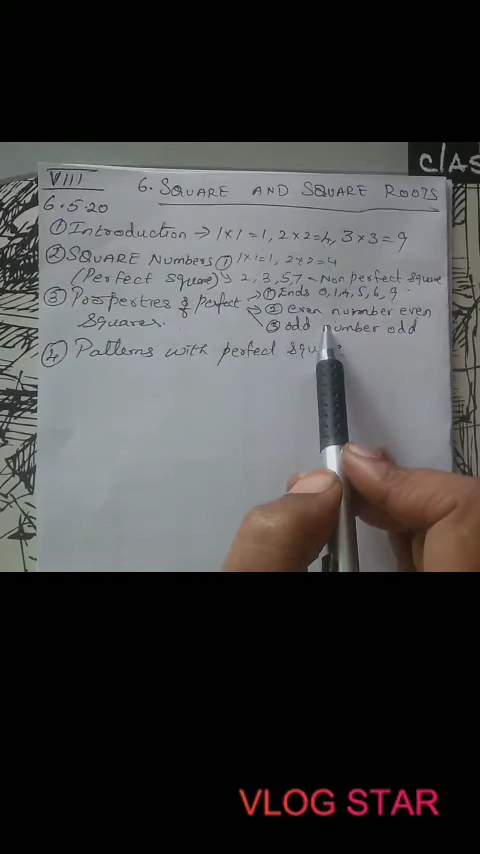 CLAS
VIII
6. SQUARE AND SQUARE ROOTS
6.5.20
① Introduction → 1×1=1, 2×2=4, 3×3=9
② SQUARE NUMBERS ① 1×1=1, 2×2=4
(Perfect square) 2, 3, 5, 7 - Non perfect square
③ Poorperties of perfect → ① Ends 0,1,4,5,6,9.
Squares. → ② even number even
③ odd number odd
④ Patterns with perfect squ
VLOG STAR